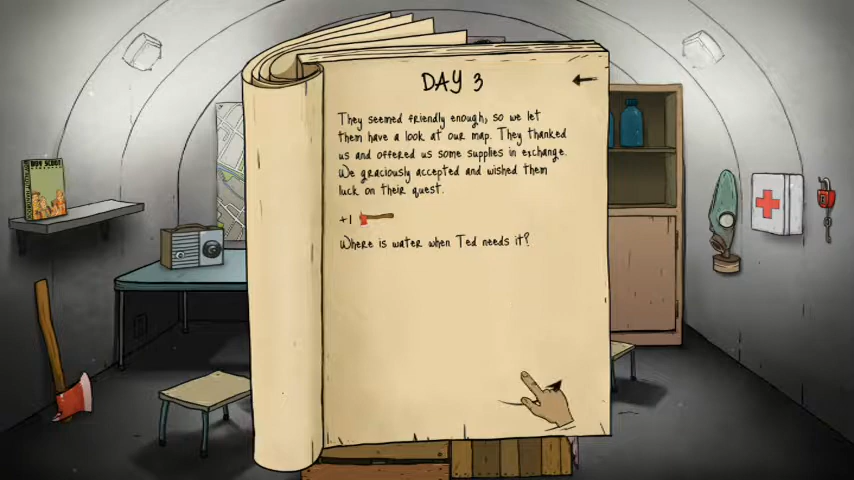 DAY 3
They seemed friendly enough, so we let
them have a look at our map. They thanked
us and offered us some supplies in exchange.
We graciously accepted and wished them
luck on their quest.
+1
Where is water when Ted needs it?
BOY SCOUT